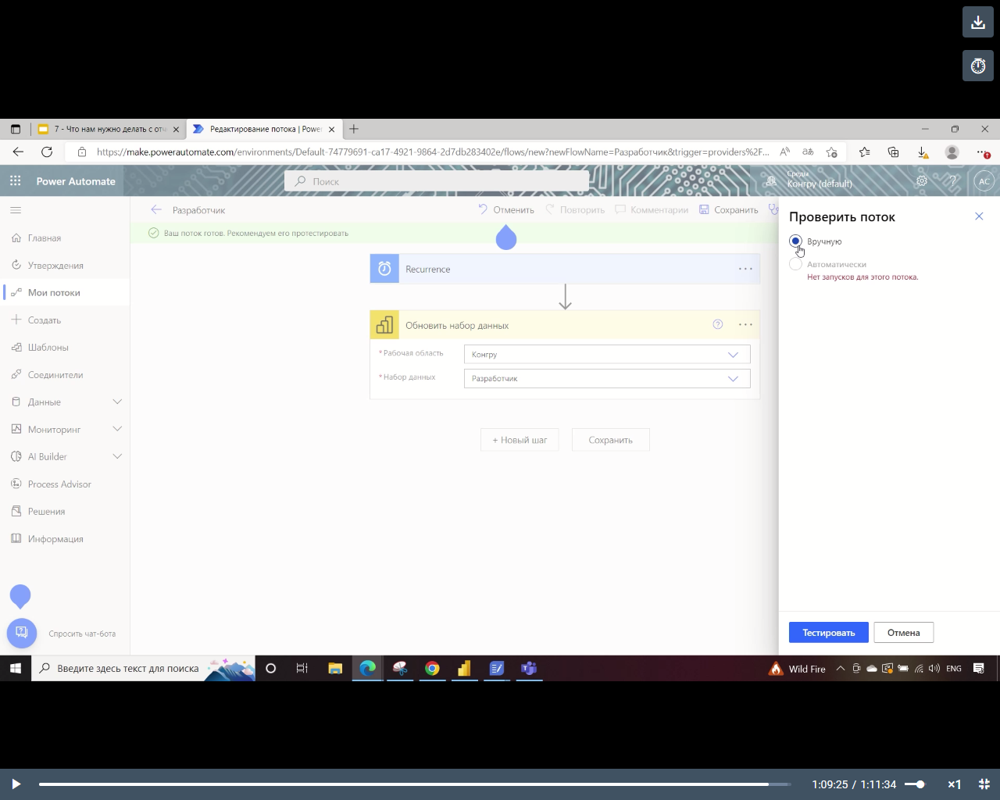 7 - Что нам нужно делать с отч
Редактирование потока | Power
https://make.powerautomate.com/environments/Default-74779691-ca17-4921-9864-2d7db283402e/flows/new?newFlowName=Разработчик&trigger=providers%2F...
Power Automate
Поиск
Среды
Конгру (default)
AC
Разработчик
Отменить
Повторить
Комментарии
Сохранить
Ваш поток готов. Рекомендуем его протестировать
Главная
Утверждения
Мои потоки
Создать
Шаблоны
Соединители
Данные
Мониторинг
AI Builder
Process Advisor
Решения
Информация
Спросить чат-бота
Recurrence
Обновить набор данных
*Рабочая область
Конгру
*Набор данных
Разработчик
+ Новый шаг
Сохранить
Проверить поток
Вручную
Автоматически
Нет запусков для этого потока.
Тестировать
Отмена
Введите здесь текст для поиска
Wild Fire
ENG
1:09:25 / 1:11:34
×1